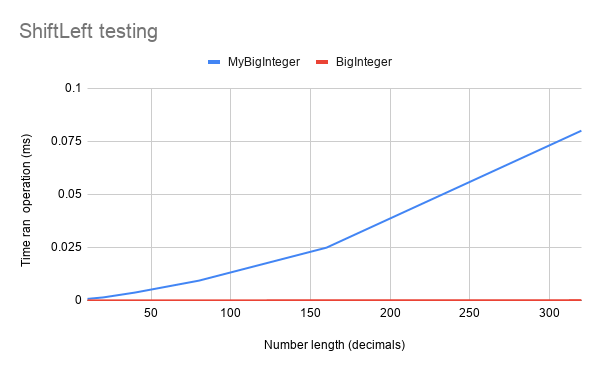 ShiftLeft testing
MyBigInteger BigInteger
0.1
0.075
0.05
0.025
0
Time ran operation (ms)
50 100 150 200 250 300
Number length (decimals)